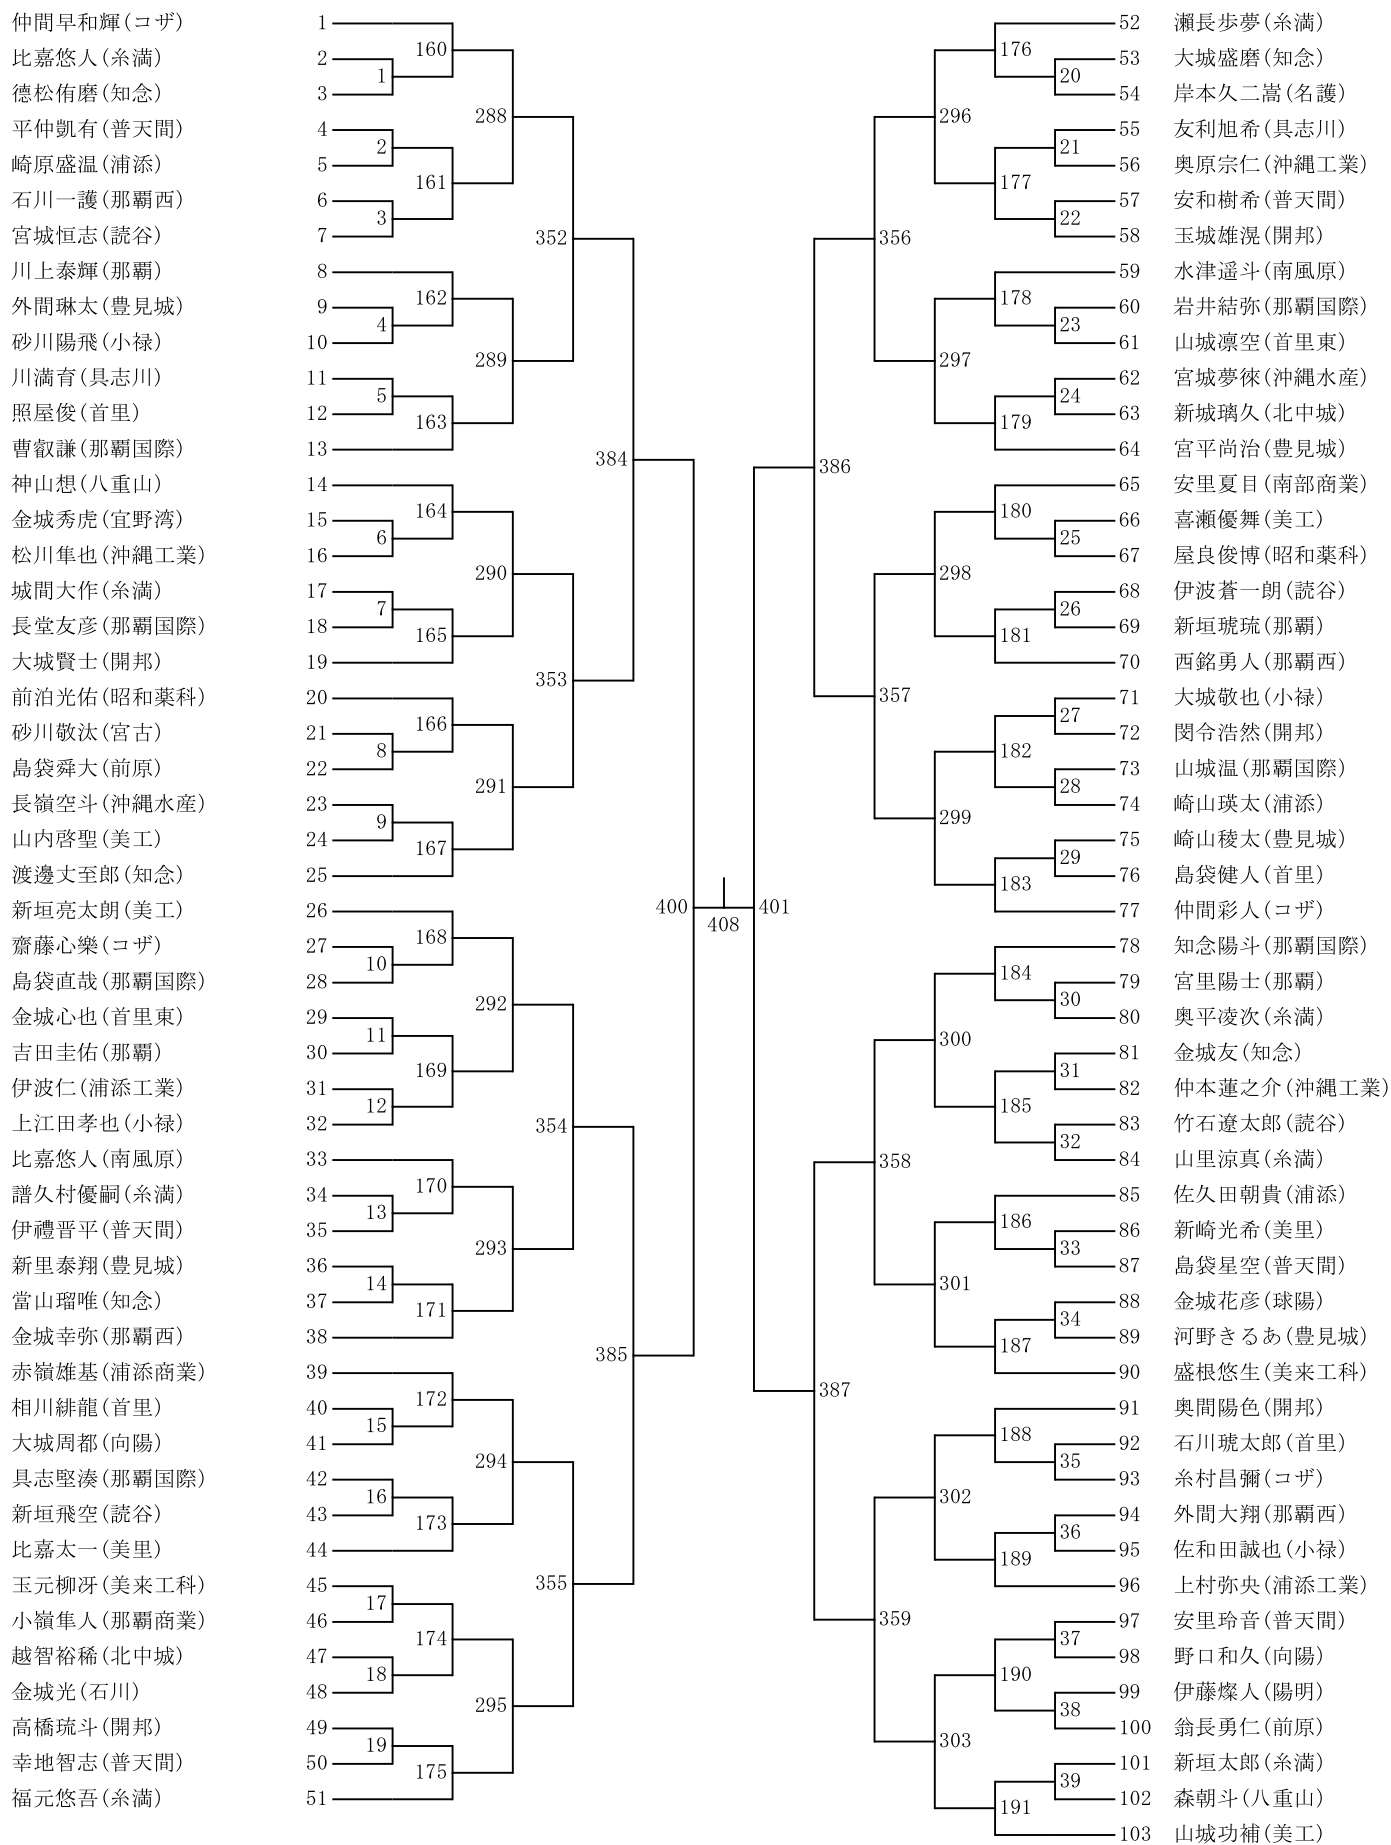 仲間早和輝(コザ) 1
比嘉悠人(糸満) 2
德松侑磨(知念) 3
平仲凱有(普天間) 4
崎原盛温(浦添) 5
石川一護(那覇西) 6
宮城恒志(読谷) 7
川上泰輝(那覇) 8
外間琳太(豊見城) 9
砂川陽飛(小禄) 10
川満育(具志川) 11
照屋俊(首里) 12
曹叡謙(那覇国際) 13
神山想(八重山) 14
金城秀虎(宜野湾) 15
松川隼也(沖縄工業) 16
城間大作(糸満) 17
長堂友彦(那覇国際) 18
大城賢士(開邦) 19
前泊光佑(昭和薬科) 20
砂川敬汰(宮古) 21
島袋舜大(前原) 22
長嶺空斗(沖縄水産) 23
山内啓聖(美工) 24
渡邊丈至郎(知念) 25
新垣亮太朗(美工) 26
齋藤心樂(コザ) 27
島袋直哉(那覇国際) 28
金城心也(首里東) 29
吉田圭佑(那覇) 30
伊波仁(浦添工業) 31
上江田孝也(小禄) 32
比嘉悠人(南風原) 33
譜久村優嗣(糸満) 34
伊禮晋平(普天間) 35
新里泰翔(豊見城) 36
當山瑠唯(知念) 37
金城幸弥(那覇西) 38
赤嶺雄基(浦添商業) 39
相川緋龍(首里) 40
大城周都(向陽) 41
具志堅湊(那覇国際) 42
新垣飛空(読谷) 43
比嘉太一(美里) 44
玉元柳冴(美来工科) 45
小嶺隼人(那覇商業) 46
越智裕稀(北中城) 47
金城光(石川) 48
高橋琉斗(開邦) 49
幸地智志(普天間) 50
福元悠吾(糸満) 51
1
2
3
4
5
6
7
8
9
10
11
12
13
14
15
16
17
18
19
160
161
162
163
164
165
166
167
168
169
170
171
172
173
174
175
288
289
290
291
292
293
294
295
352
353
354
355
384
385
400
408
401
386
387
356
357
358
359
296
297
298
299
300
301
302
303
176
177
178
179
180
181
182
183
184
185
186
187
188
189
190
191
20
21
22
23
24
25
26
27
28
29
30
31
32
33
34
35
36
37
38
39
52 瀨長歩夢(糸満)
53 大城盛磨(知念)
54 岸本久二嵩(名護)
55 友利旭希(具志川)
56 奥原宗仁(沖縄工業)
57 安和樹希(普天間)
58 玉城雄滉(開邦)
59 水津遥斗(南風原)
60 岩井結弥(那覇国際)
61 山城凛空(首里東)
62 宮城夢徠(沖縄水産)
63 新城璃久(北中城)
64 宮平尚治(豊見城)
65 安里夏目(南部商業)
66 喜瀬優舞(美工)
67 屋良俊博(昭和薬科)
68 伊波蒼一朗(読谷)
69 新垣琥琉(那覇)
70 西銘勇人(那覇西)
71 大城敬也(小禄)
72 閔令浩然(開邦)
73 山城温(那覇国際)
74 崎山瑛太(浦添)
75 崎山稜太(豊見城)
76 島袋健人(首里)
77 仲間彩人(コザ)
78 知念陽斗(那覇国際)
79 宮里陽士(那覇)
80 奥平凌次(糸満)
81 金城友(知念)
82 仲本蓮之介(沖縄工業)
83 竹石遼太郎(読谷)
84 山里涼真(糸満)
85 佐久田朝貴(浦添)
86 新崎光希(美里)
87 島袋星空(普天間)
88 金城花彦(球陽)
89 河野きるあ(豊見城)
90 盛根悠生(美来工科)
91 奥間陽色(開邦)
92 石川琥太郎(首里)
93 糸村昌彌(コザ)
94 外間大翔(那覇西)
95 佐和田誠也(小禄)
96 上村弥央(浦添工業)
97 安里玲音(普天間)
98 野口和久(向陽)
99 伊藤燦人(陽明)
100 翁長勇仁(前原)
101 新垣太郎(糸満)
102 森朝斗(八重山)
103 山城功補(美工)